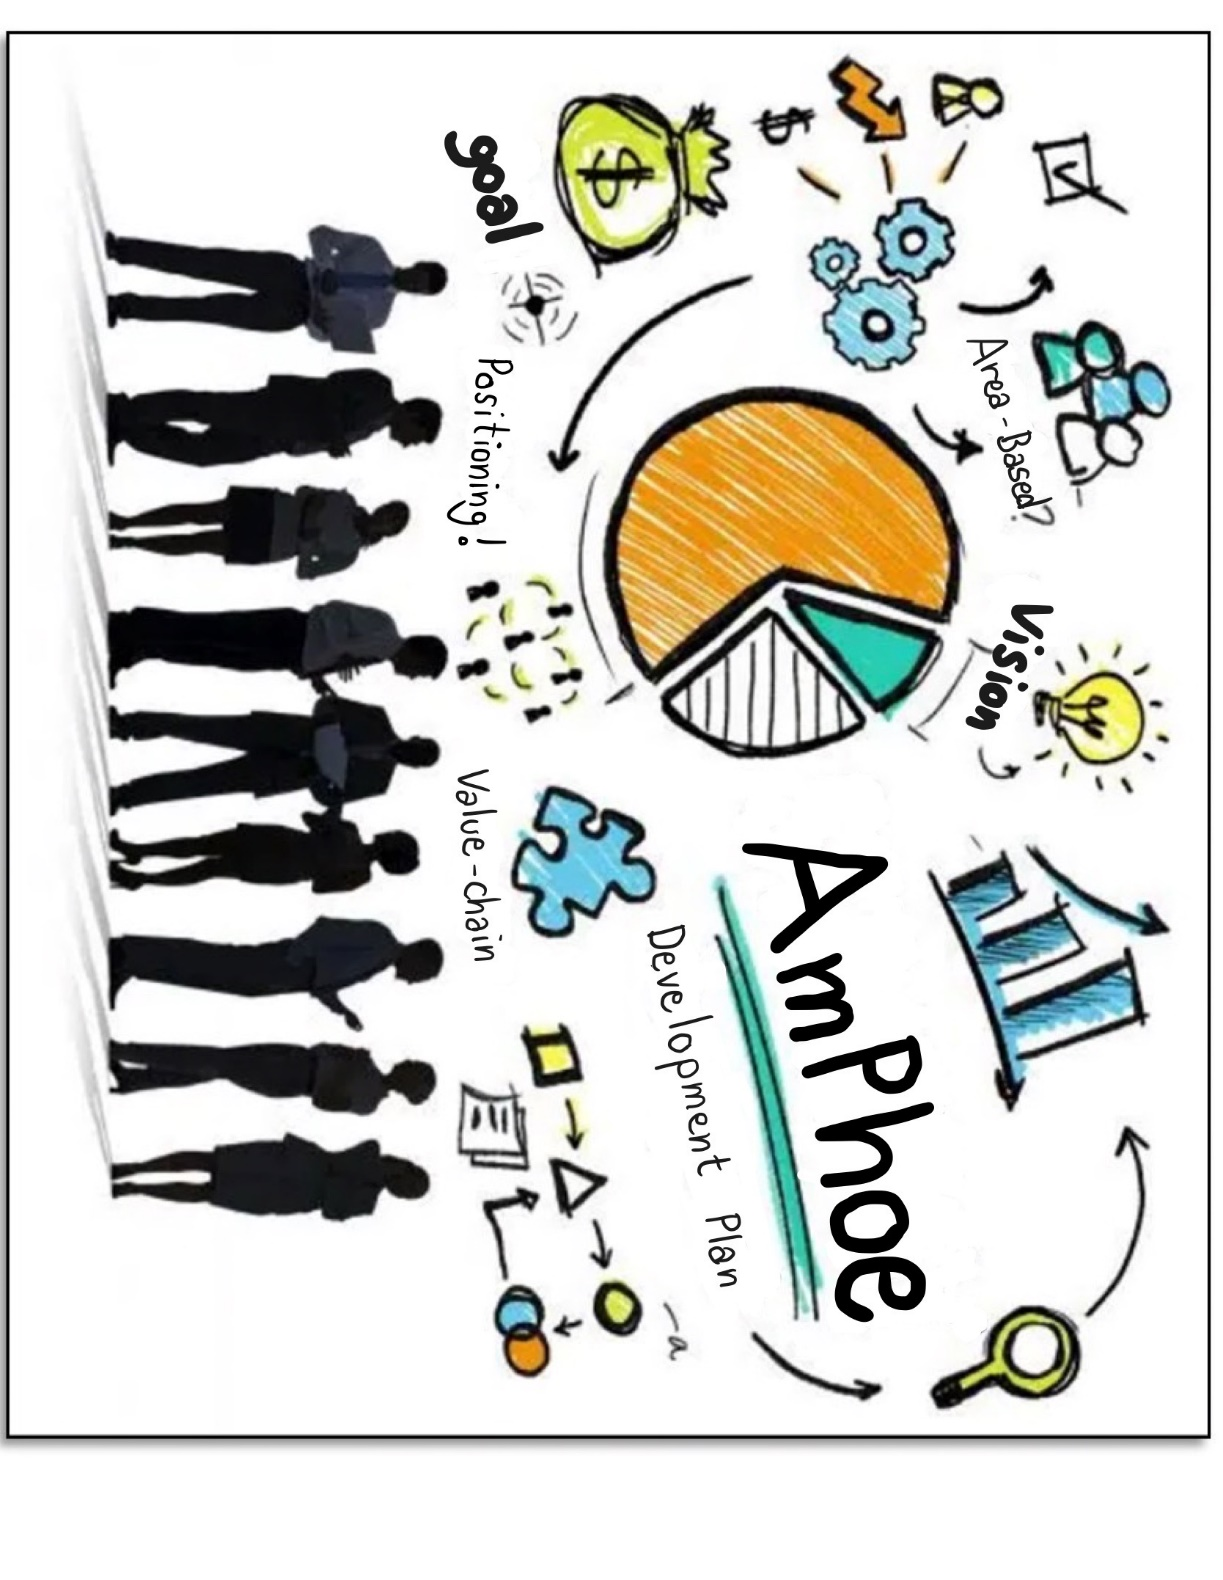 Area-Based?
Vision
AmPhoe
Development Plan
goal
Positioning!
Value-chain
$
$
a